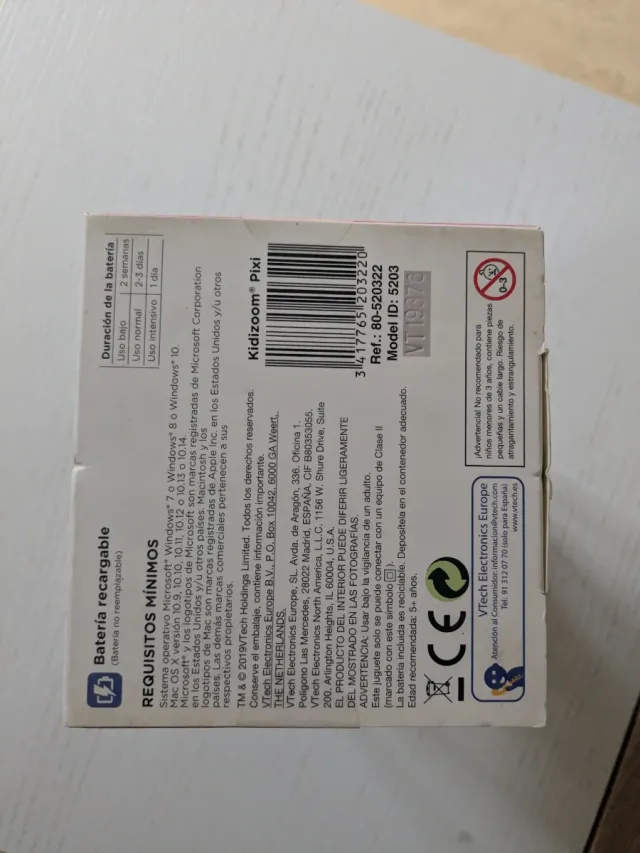 Batería recargable
(Batería no reemplazable)
Duración de la batería
Uso bajo 2 semanas
Uso normal 2-3 días
Uso intensivo 1 día
REQUISITOS MÍNIMOS
Sistema operativo Microsoft® Windows® 7 o Windows® 8 o Windows® 10.
Mac OS X versión 10.9, 10.10, 10.11, 10.12 o 10.13 o 10.14.
Microsoft® y los logotipos de Microsoft son marcas registradas de Microsoft Corporation
en los Estados Unidos y/u otros países. Macintosh y los
logotipos de Mac son marcas registradas de Apple Inc. en los Estados Unidos y/u otros
países. Las demás marcas comerciales pertenecen a sus
respectivos propietarios.
TM & © 2019 VTech Holdings Limited. Todos los derechos reservados.
Conserve el embalaje, contiene información importante.
VTech Electronics Europe B.V., P.O. Box 10042, 6000 GA Weert.
THE NETHERLANDS.
VTech Electronics Europe, SL. Avda. de Aragón, 336. Oficina 1.
Polígono Las Mercedes, 28022 Madrid. ESPAÑA. CIF B80353055.
VTech Electronics North America, L.L.C. 1156 W. Shure Drive, Suite
200, Arlington Heights, IL 60004, U.S.A.
EL PRODUCTO DEL INTERIOR PUEDE DIFERIR LIGERAMENTE
DEL MOSTRADO EN LAS FOTOGRAFÍAS.
ADVERTENCIA: Usar bajo la vigilancia de un adulto.
Este juguete solo se puede conectar con un equipo de Clase II
(marcado con este símbolo).
La batería incluida es reciclable. Deposítela en el contenedor adecuado.
Edad recomendada: 5+ años.
Kidizoom® Pixi
3 417765 203220
Ref.: 80-520322
Model ID: 5203
CE
VTech Electronics Europe
Atención al Consumidor: informacion@vtech.com
Tel: 91 312 07 70 (solo para España)
www.vtech.es
0-3
¡Advertencia! No recomendado para
niños menores de 3 años, contiene piezas
pequeñas y un cable largo. Riesgo de
atragantamiento y estrangulamiento.